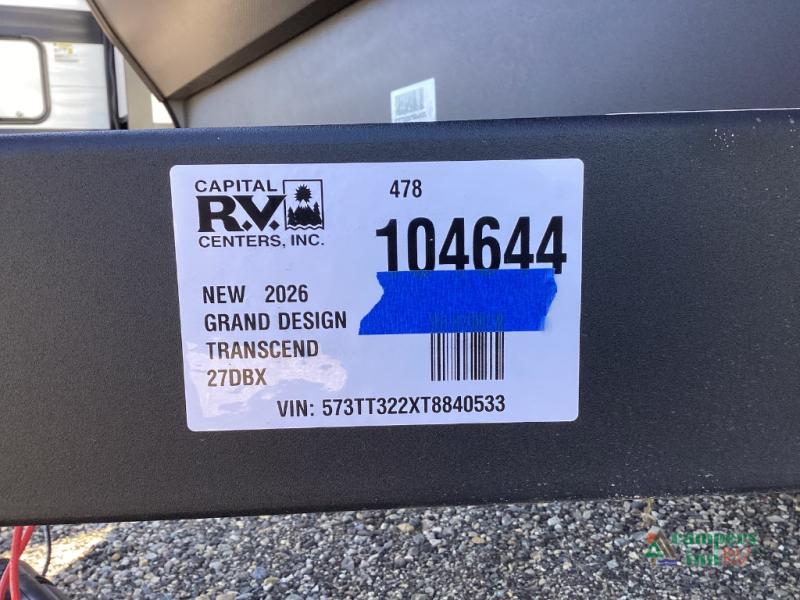 CAPITAL
R.V.
CENTERS, INC.
478
104644
NEW 2026
GRAND DESIGN
TRANSCEND
27DBX
VIN: 573TT322XT8840533
Campers
Inn RV